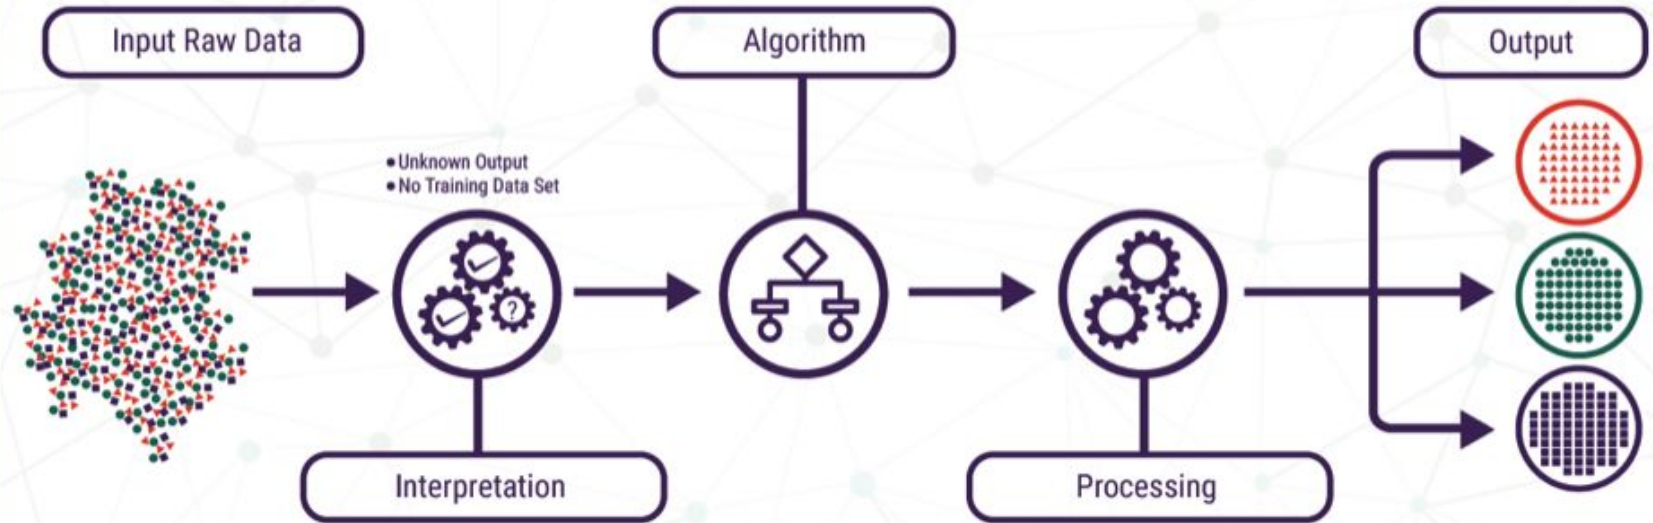 Input Raw Data
Algorithm
Output
• Unknown Output
• No Training Data Set
?
Interpretation
Processing